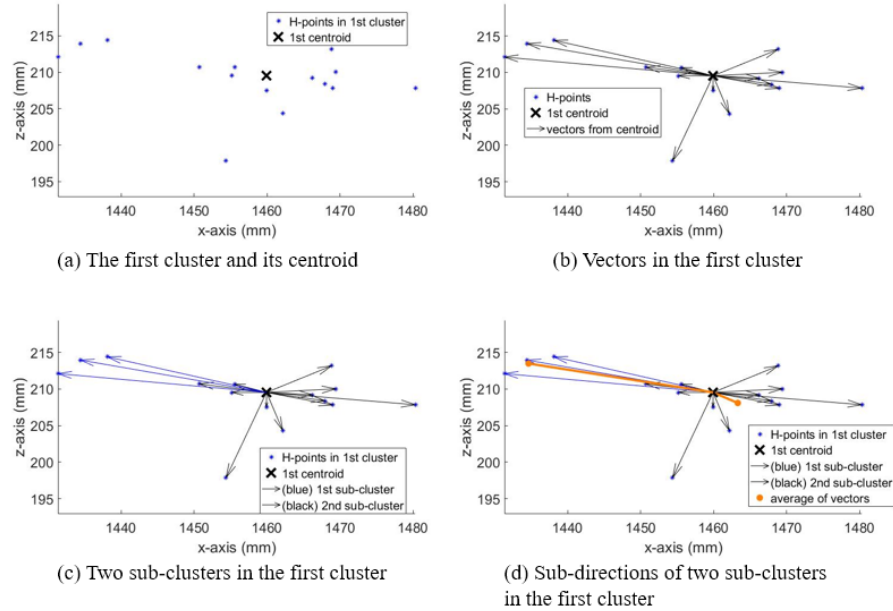 215
210
205
200
195
z-axis (mm)
1440
1450
1460
1470
1480
x-axis (mm)
H-points in 1st cluster
1st centroid
(a) The first cluster and its centroid
215
210
205
200
195
z-axis (mm)
1440
1450
1460
1470
1480
x-axis (mm)
H-points
1st centroid
vectors from centroid
(b) Vectors in the first cluster
215
210
205
200
195
z-axis (mm)
1440
1450
1460
1470
1480
x-axis (mm)
H-points in 1st cluster
1st centroid
(blue) 1st sub-cluster
(black) 2nd sub-cluster
(c) Two sub-clusters in the first cluster
215
210
205
200
195
z-axis (mm)
1440
1450
1460
1470
1480
x-axis (mm)
H-points in 1st cluster
1st centroid
(blue) 1st sub-cluster
(black) 2nd sub-cluster
average of vectors
(d) Sub-directions of two sub-clusters
in the first cluster